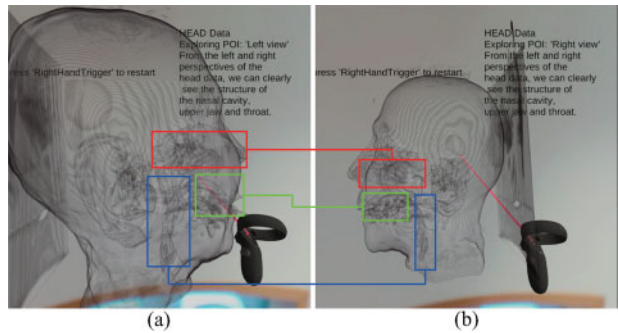 HEAD Data
Exploring POI: 'Left view'
From the left and right
perspectives of the
ress 'RightHandTrigger' to restart
head data, we can clearly
see the structure of
the nasal cavity,
upper jaw and throat.
HEAD Data
Exploring POI: 'Right view'
From the left and right
ress 'RightHandTrigger' to restart
perspectives of the
head data, we can clearly
see the structure of
the nasal cavity,
upper jaw and throat.
(a)
(b)